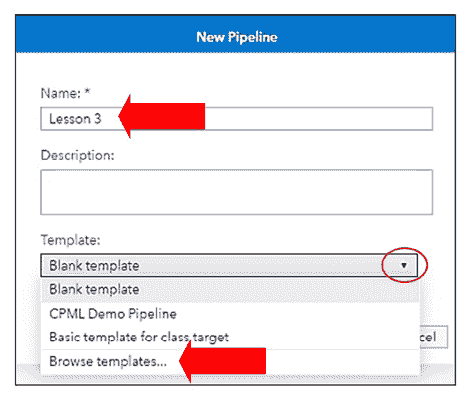 New Pipeline
Name: *
Lesson 3
Description:
Template:
Blank template
Blank template
CPML Demo Pipeline
Basic template for class target
cel
Browse templates...